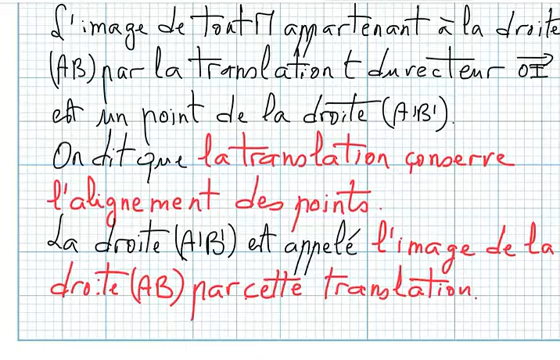 L'image de tout M appartenant à la droite
(AB) par la translation t du vecteur OI
est un point de la droite (A'B').
On dit que la translation conserve
l'alignement des points.
La droite (A'B') est appelé l'image de la
droite (AB) par cette translation.